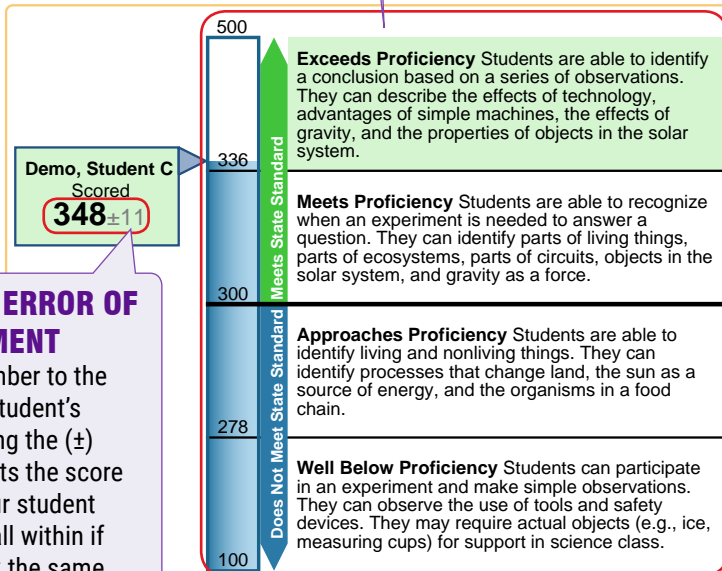 500
Exceeds Proficiency Students are able to identify
a conclusion based on a series of observations.
They can describe the effects of technology,
advantages of simple machines, the effects of
gravity, and the properties of objects in the solar
system.
336
Demo, Student C
Scored
348±11
Meets State Standard
Meets Proficiency Students are able to recognize
when an experiment is needed to answer a
question. They can identify parts of living things,
parts of ecosystems, parts of circuits, objects in the
solar system, and gravity as a force.
300
ERROR OF
mber to the
tudent's
ng the (±)
ts the score
ur student
all within if
the same
Does Not Meet State Standard
Approaches Proficiency Students are able to
identify living and nonliving things. They can
identify processes that change land, the sun as a
source of energy, and the organisms in a food
chain.
278
Well Below Proficiency Students can participate
in an experiment and make simple observations.
They can observe the use of tools and safety
devices. They may require actual objects (e.g., ice,
measuring cups) for support in science class.
100